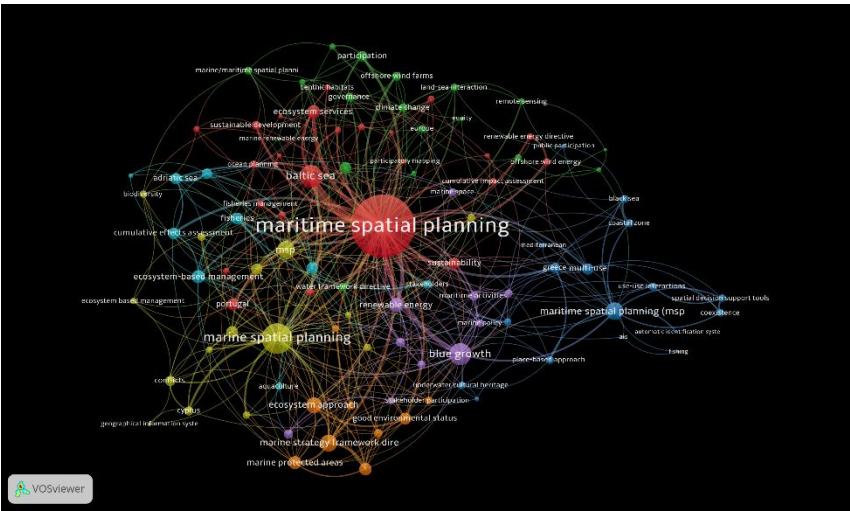 participation
marine/maritime spatial planni
offshore wind farms
benthic habitats
land-sea interaction
governance
remote sensing
climate change
ecosystem services
equity
sustainable development
europe
marine renewable energy
renewable energy directive
public participation
participatory mapping
offshore wind energy
ocean planning
baltic sea
adriatic sea
cumulative impact assessment
marine space
biodiversity
black sea
fisheries management
fisheries
maritime spatial planning
coastal zone
cumulative effects assessment
mediterranean
msp
sustainability
greece
multi-use
ecosystem-based management
water framework directive
stakeholders
use-use interactions
maritime activities
spatial decision support tools
ecosystem based management
portugal
renewable energy
maritime spatial planning (msp
coexistence
marine policy
automatic identification syste
marine spatial planning
ais
blue growth
fishing
place-based approach
conflicts
aquaculture
underwater cultural heritage
stakeholder participation
ecosystem approach
cyprus
good environmental status
geographical information syste
marine strategy framework dire
marine protected areas
VOSviewer